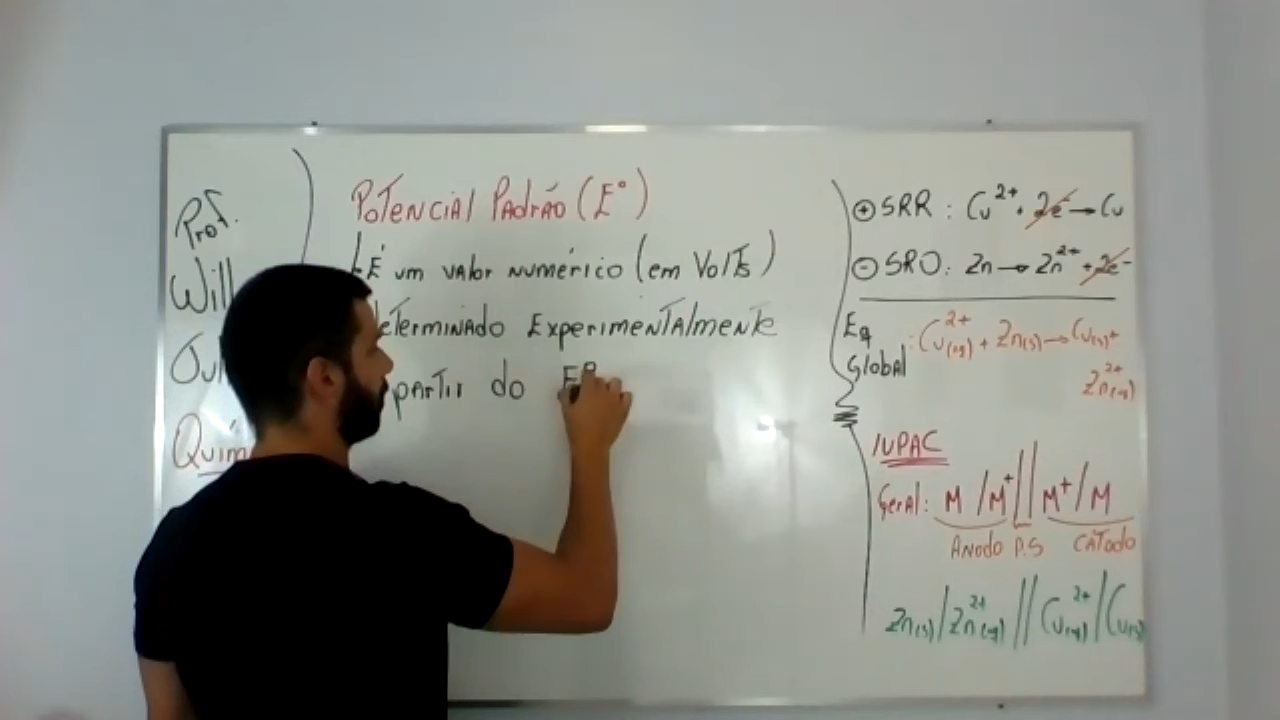 Prof.
Will
Quím
Potencial Padrão (E°)
É um valor numérico (em Volts)
determinado Experimentalmente
partir do
⊕ SRR : Cu²⁺ + 2e⁻ → Cu
⊖ SRO : Zn → Zn²⁺ + 2e⁻
Eq Global : Cu²⁺(aq) + Zn(s) → Cu(s) +
Zn²⁺(aq)
IUPAC
Geral: M / M⁺ || M⁺ / M
Anodo P.S Cátodo
Zn(s) / Zn²⁺(aq) // Cu²⁺(aq) / Cu(s)